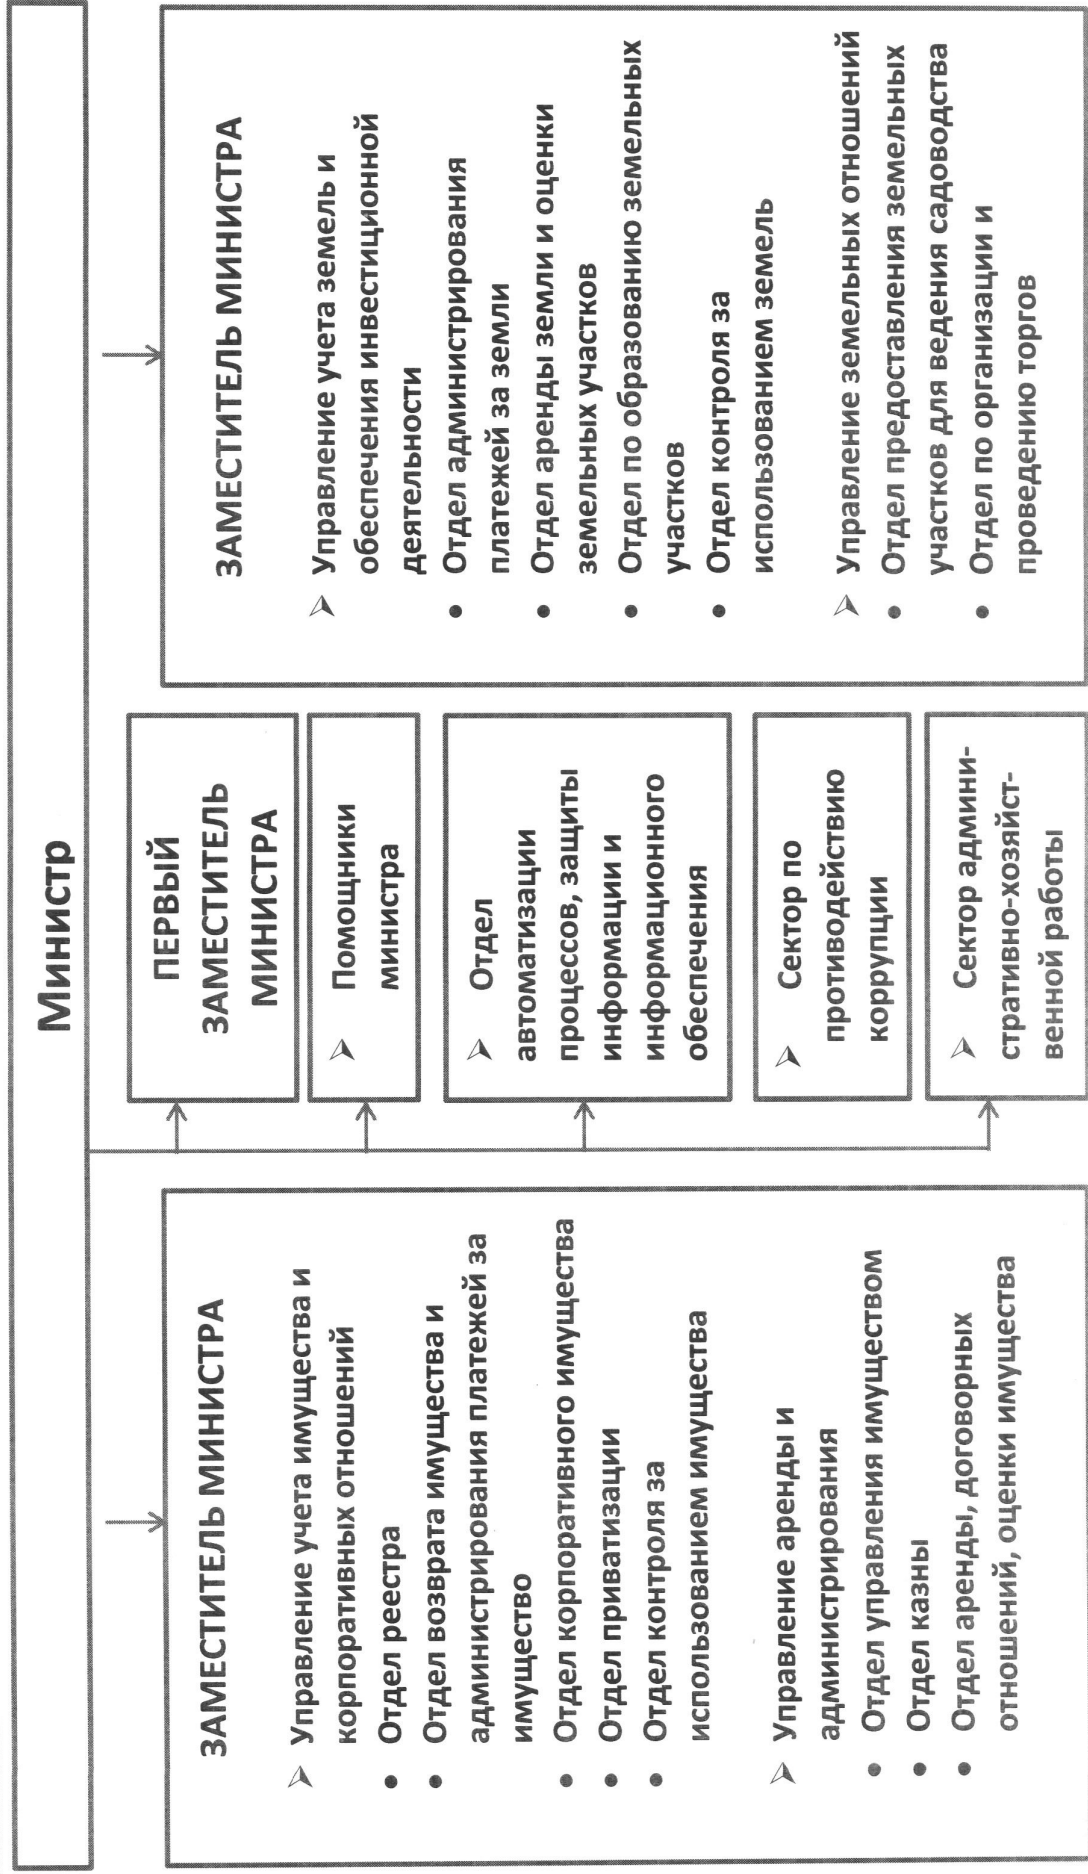 Министр
ЗАМЕСТИТЕЛЬ МИНИСТРА
Управление учета имущества и
корпоративных отношений
Отдел реестра
Отдел возврата имущества и
администрирования платежей за
имущество
Отдел корпоративного имущества
Отдел приватизации
Отдел контроля за
использованием имущества
Управление аренды и
администрирования
Отдел управления имуществом
Отдел казны
Отдел аренды, договорных
отношений, оценки имущества
ПЕРВЫЙ
ЗАМЕСТИТЕЛЬ
МИНИСТРА
Помощники
министра
Отдел
автоматизации
процессов, защиты
информации и
информационного
обеспечения
Сектор по
противодействию
коррупции
Сектор админи-
стративно-хозяйст-
венной работы
ЗАМЕСТИТЕЛЬ МИНИСТРА
Управление учета земель и
обеспечения инвестиционной
деятельности
Отдел администрирования
платежей за земли
Отдел аренды земли и оценки
земельных участков
Отдел по образованию земельных
участков
Отдел контроля за
использованием земель
Управление земельных отношений
Отдел предоставления земельных
участков для ведения садоводства
Отдел по организации и
проведению торгов